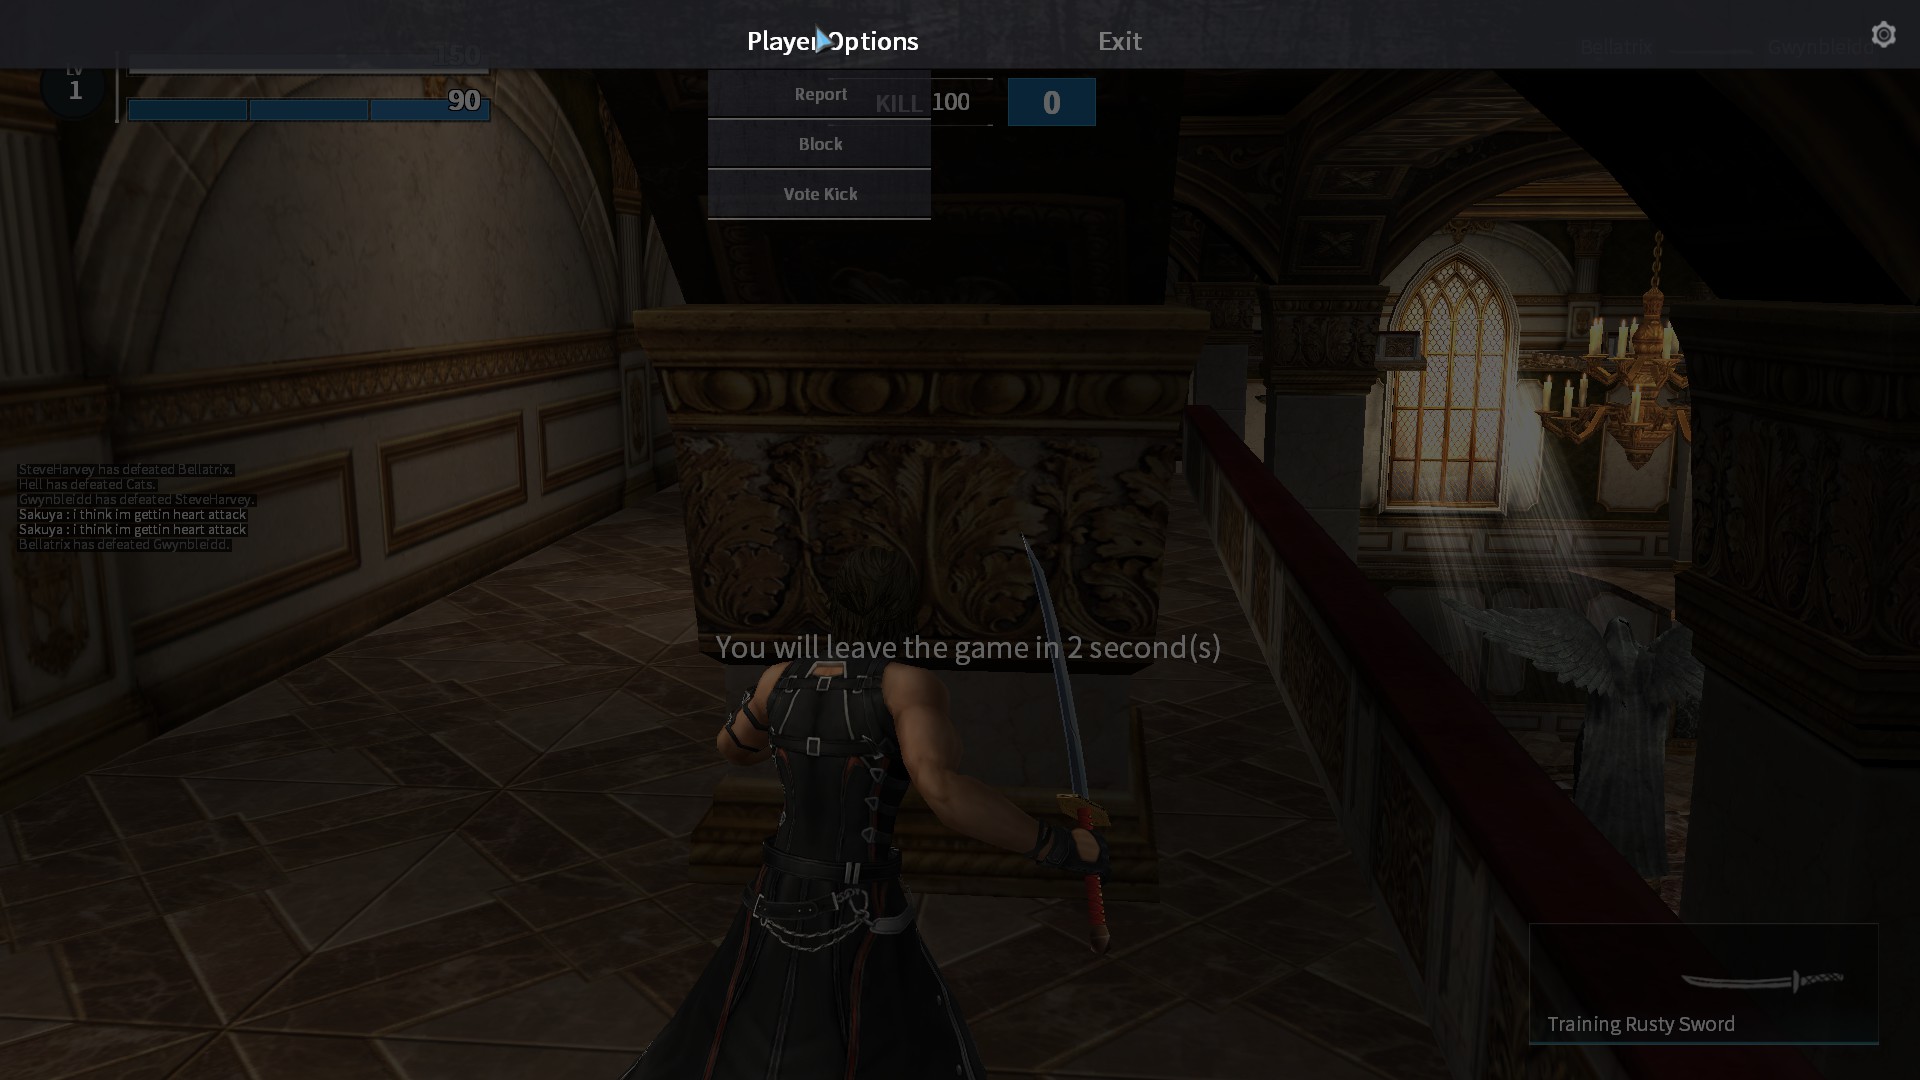 Player Options
Exit
Bellatrix
Gwynbleidd
LV
1
150
90
Report
Block
Vote Kick
KILL 100
0
SteveHarvey has defeated Bellatrix.
Hell has defeated Cats.
Gwynbleidd has defeated SteveHarvey.
Sakuya : i think im gettin heart attack
Sakuya : i think im gettin heart attack
Bellatrix has defeated Gwynbleidd.
You will leave the game in 2 second(s)
Training Rusty Sword